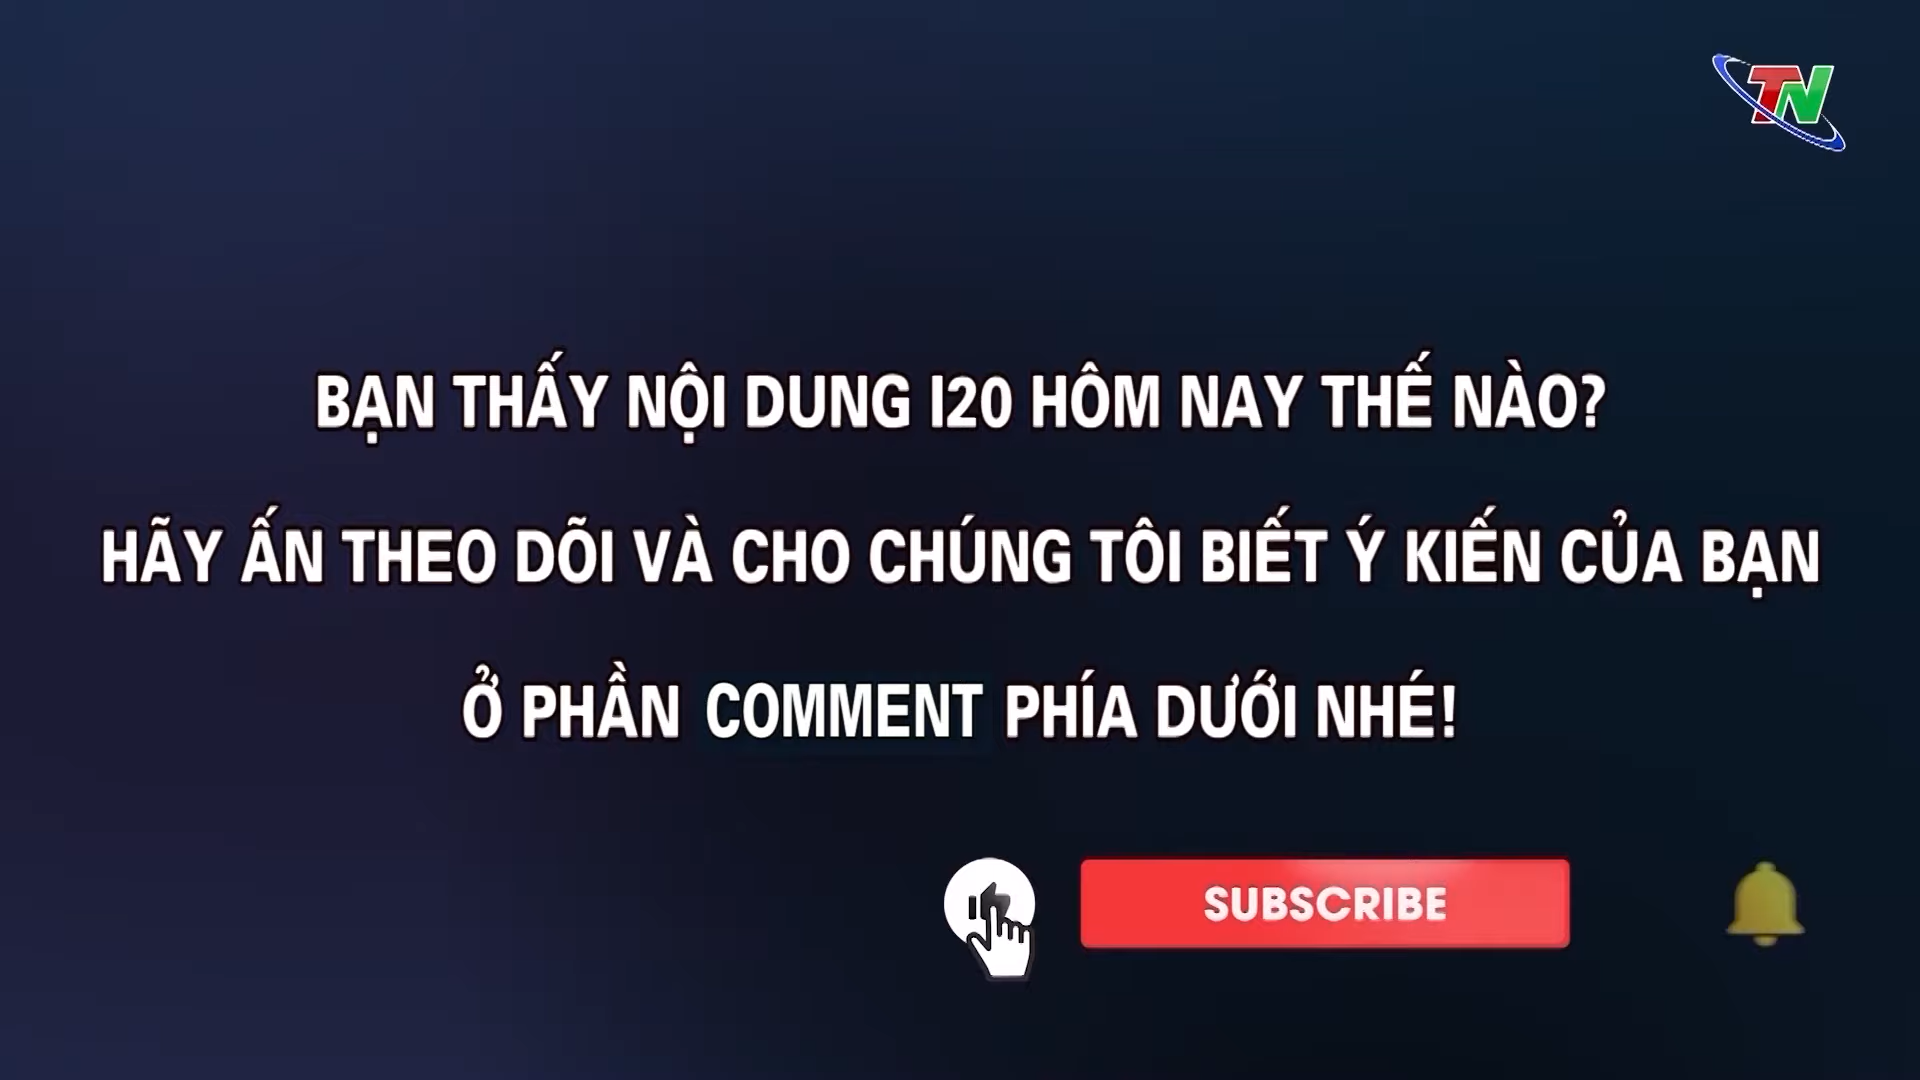 TN
BẠN THẤY NỘI DUNG I20 HÔM NAY THẾ NÀO?
HÃY ẤN THEO DÕI VÀ CHO CHÚNG TÔI BIẾT Ý KIẾN CỦA BẠN
Ở PHẦN COMMENT PHÍA DƯỚI NHÉ!
SUBSCRIBE